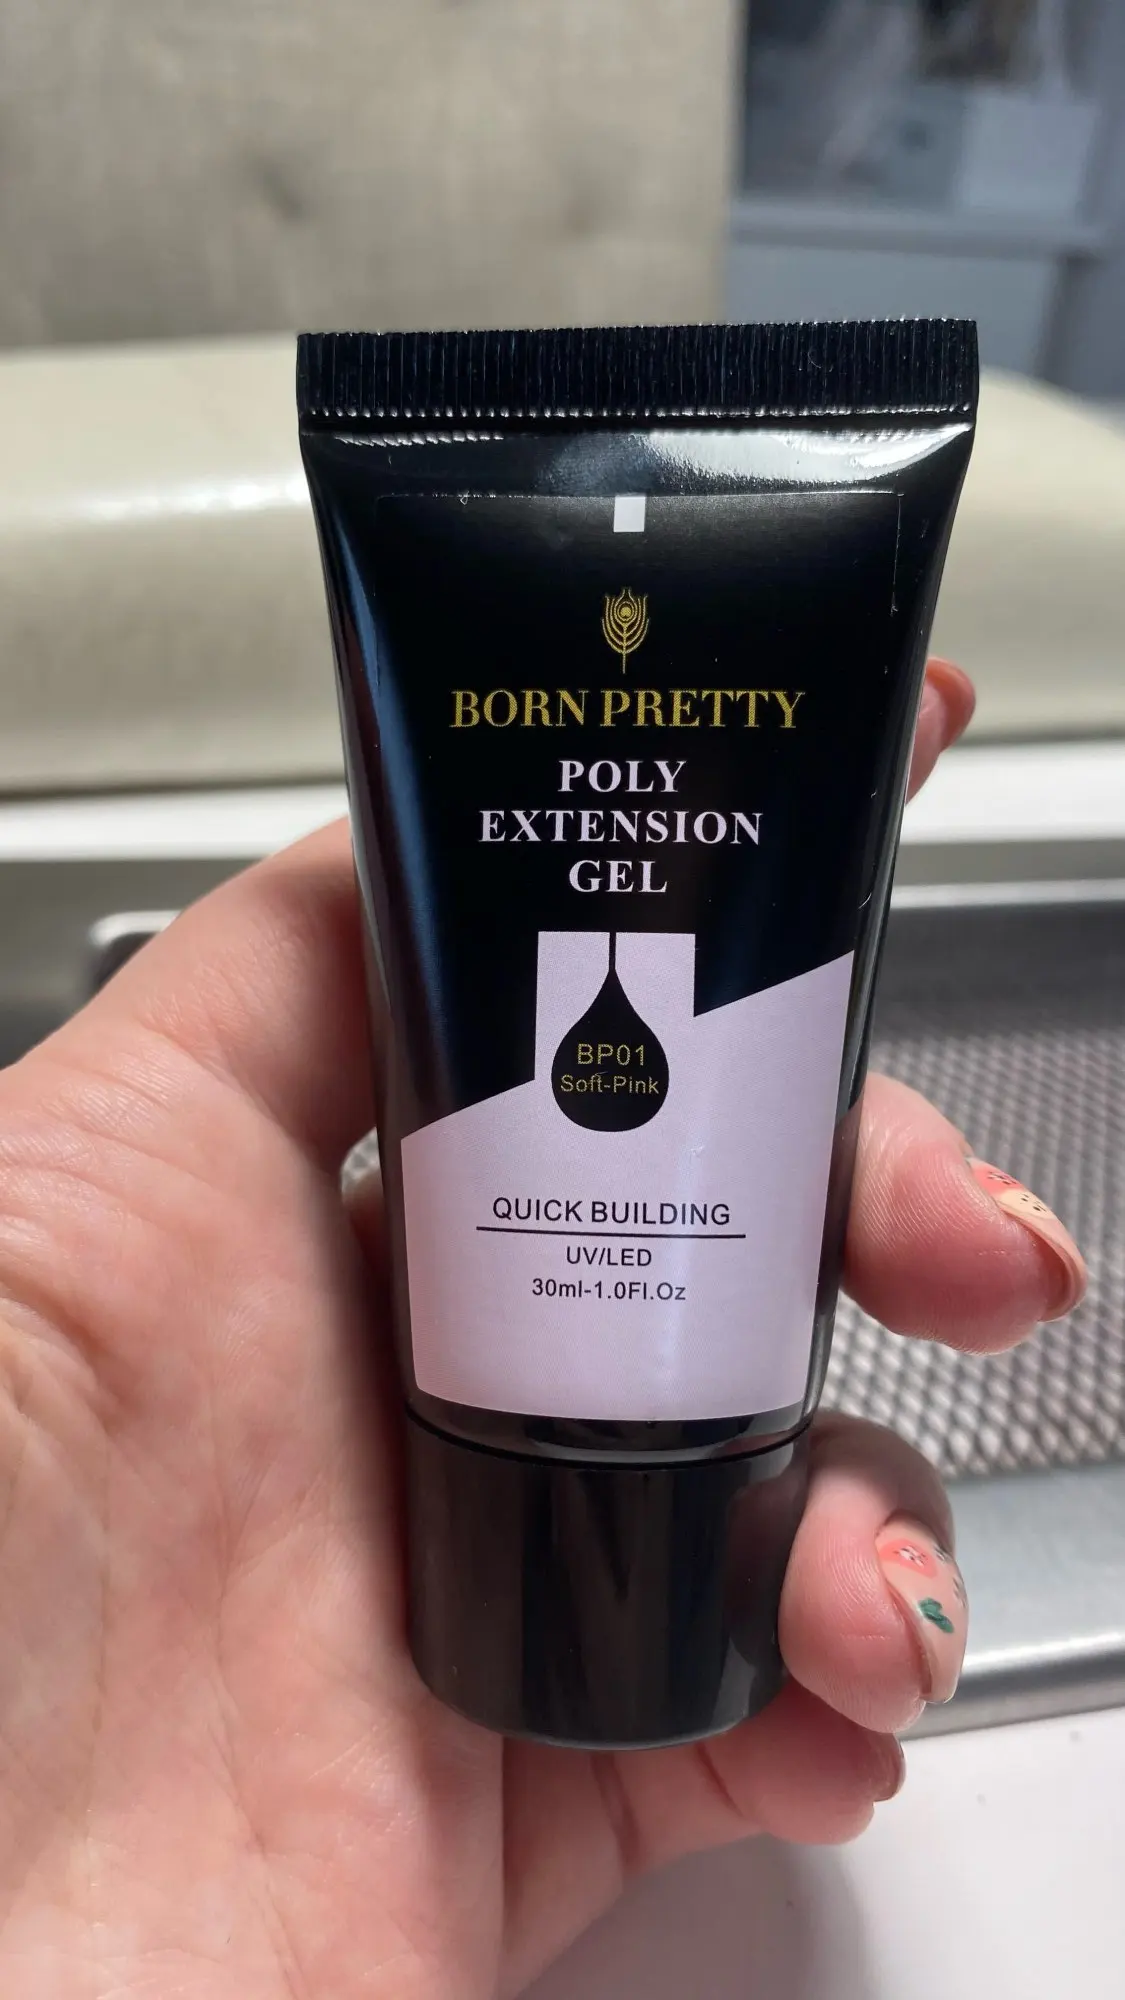 BORN PRETTY
POLY
EXTENSION
GEL
BP01
Soft-Pink
QUICK BUILDING
UV/LED
30ml-1.0Fl.Oz